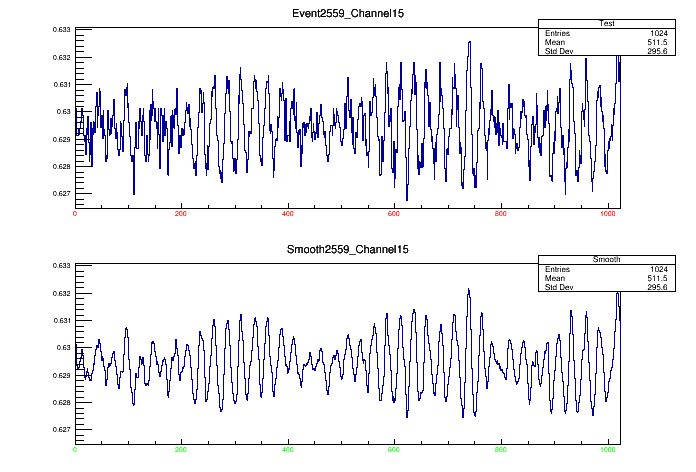 Event2559_Channel15
Test
Entries 1024
Mean 511.5
Std Dev 295.6
0.633
0.632
0.631
0.63
0.629
0.628
0.627
0 200 400 600 800 1000
Smooth2559_Channel15
Smooth
Entries 1024
Mean 511.5
Std Dev 295.6
0.633
0.632
0.631
0.63
0.629
0.628
0.627
0 200 400 600 800 1000